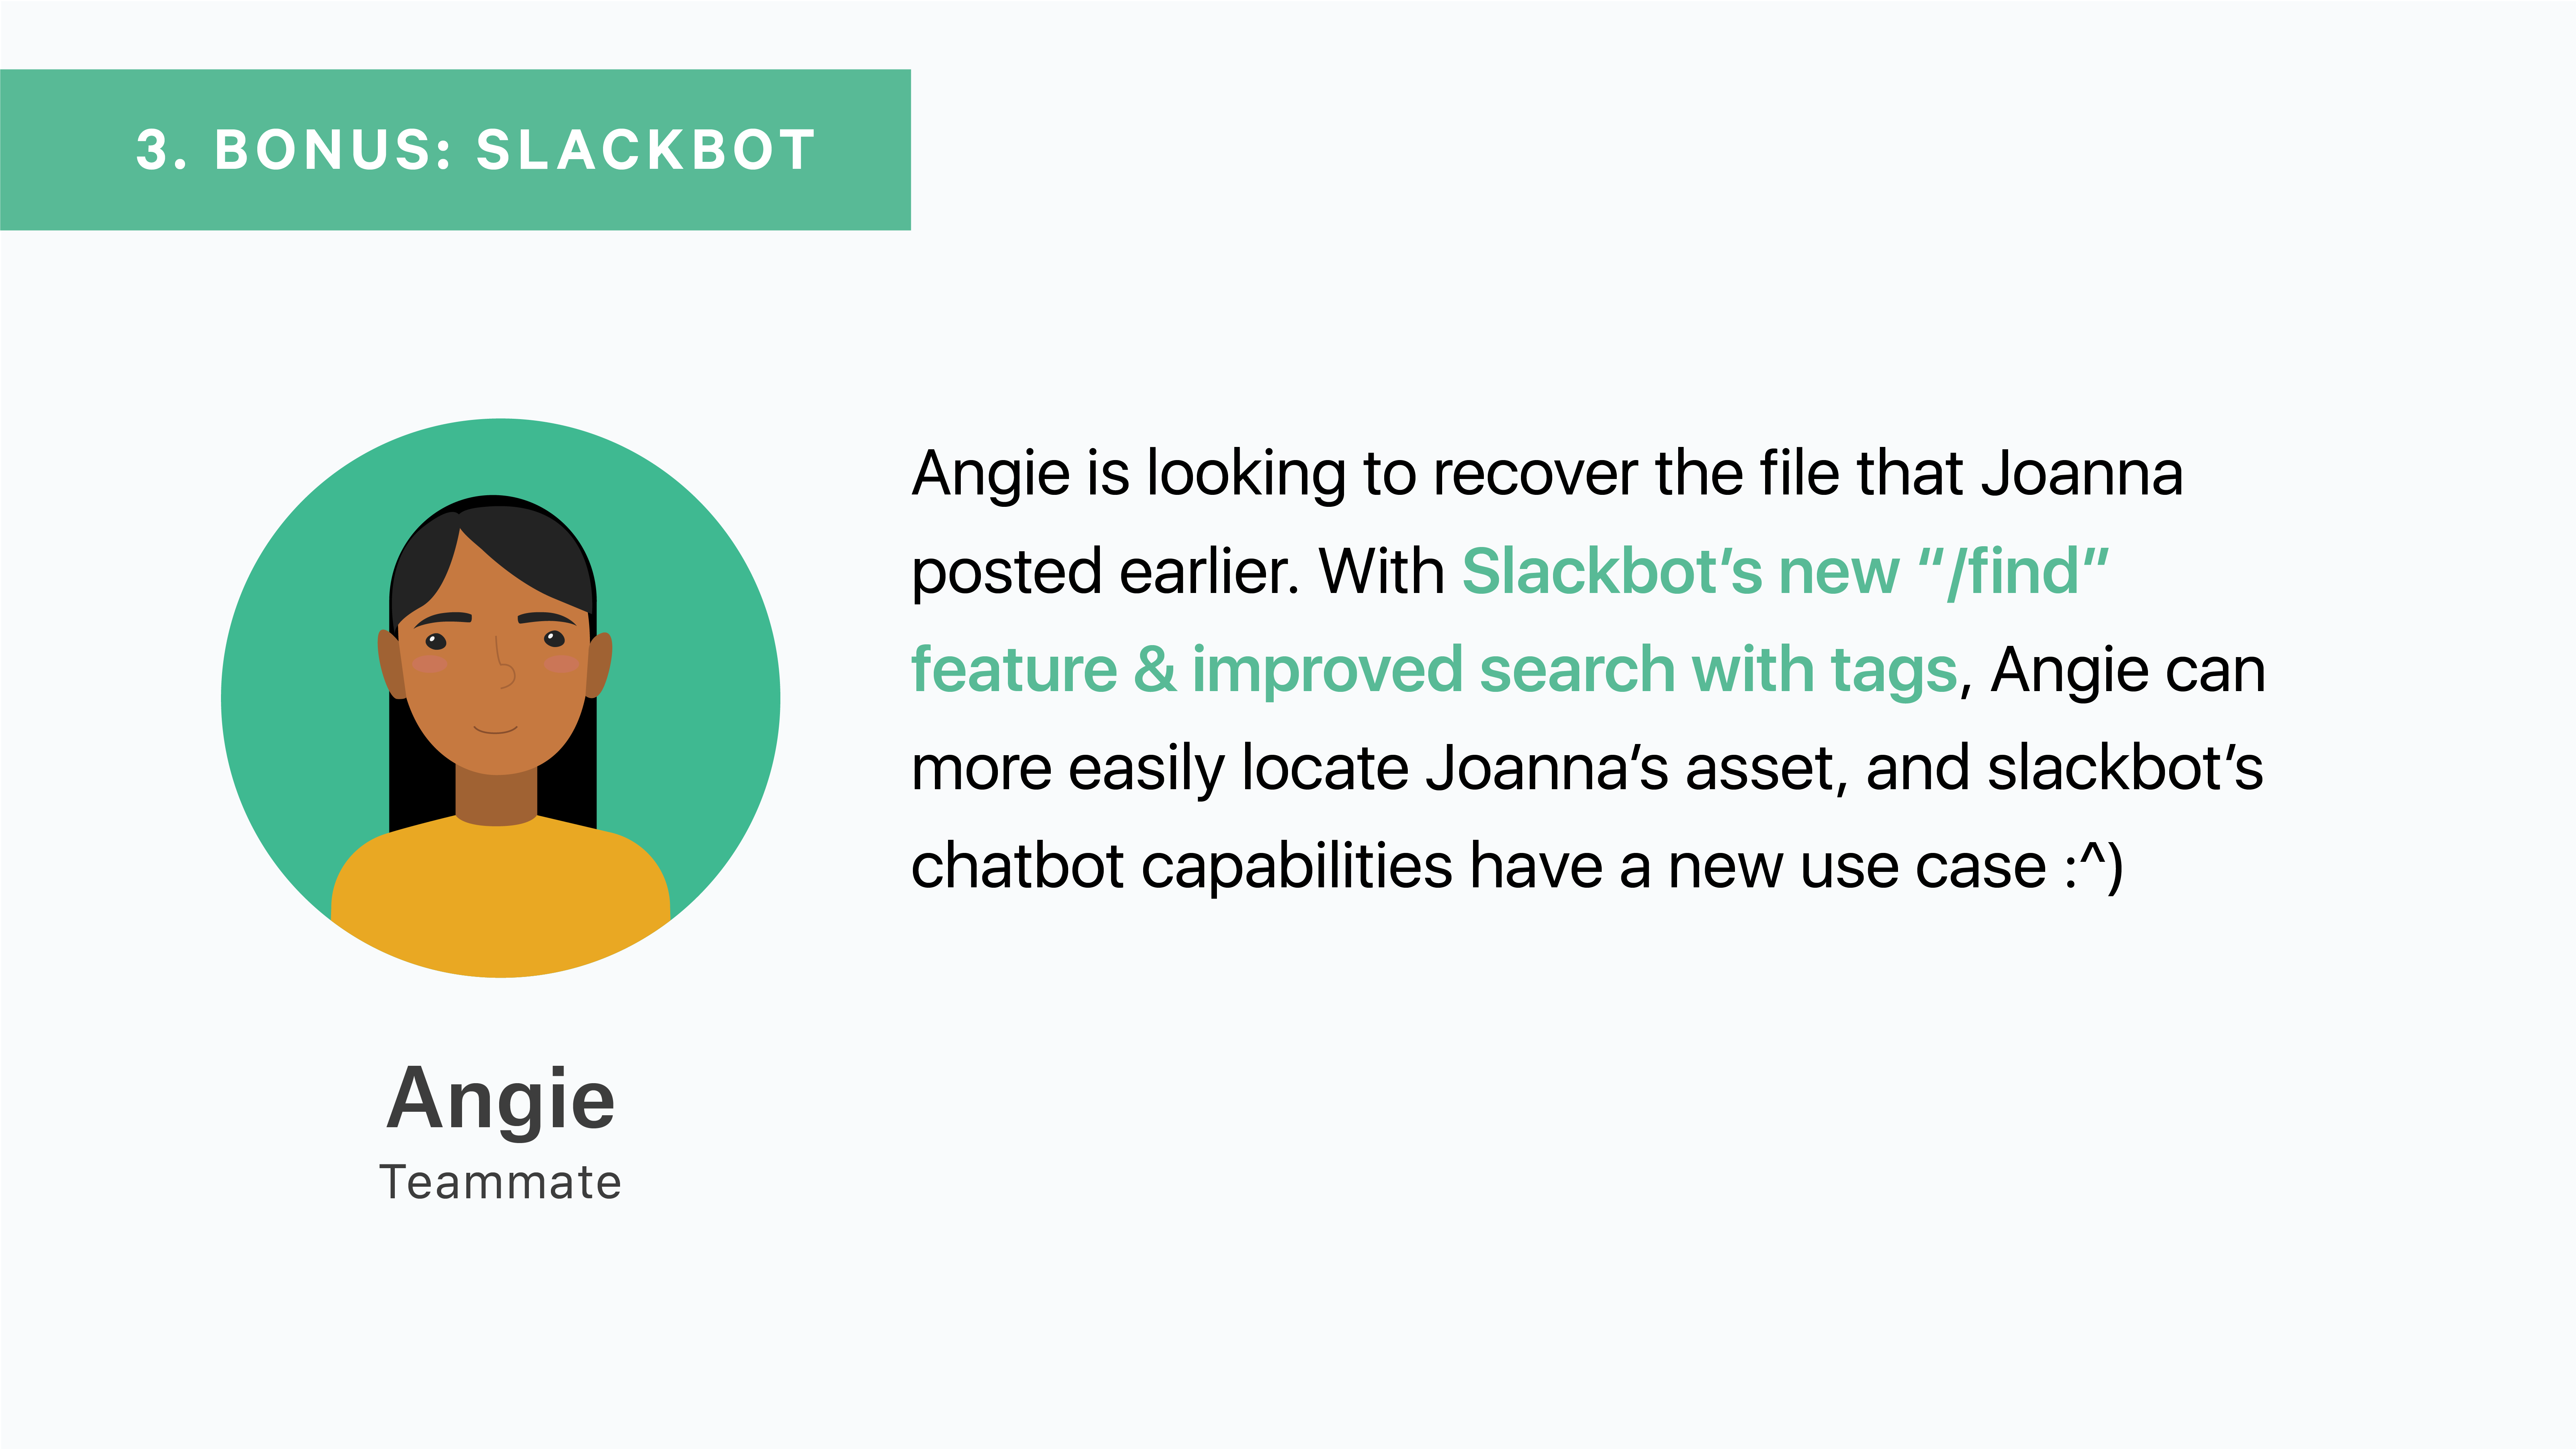 3. BONUS: SLACKBOT
Angie is looking to recover the file that Joanna
posted earlier. With Slackbot’s new “/find”
feature & improved search with tags, Angie can
more easily locate Joanna’s asset, and slackbot’s
chatbot capabilities have a new use case :^)
Angie
Teammate